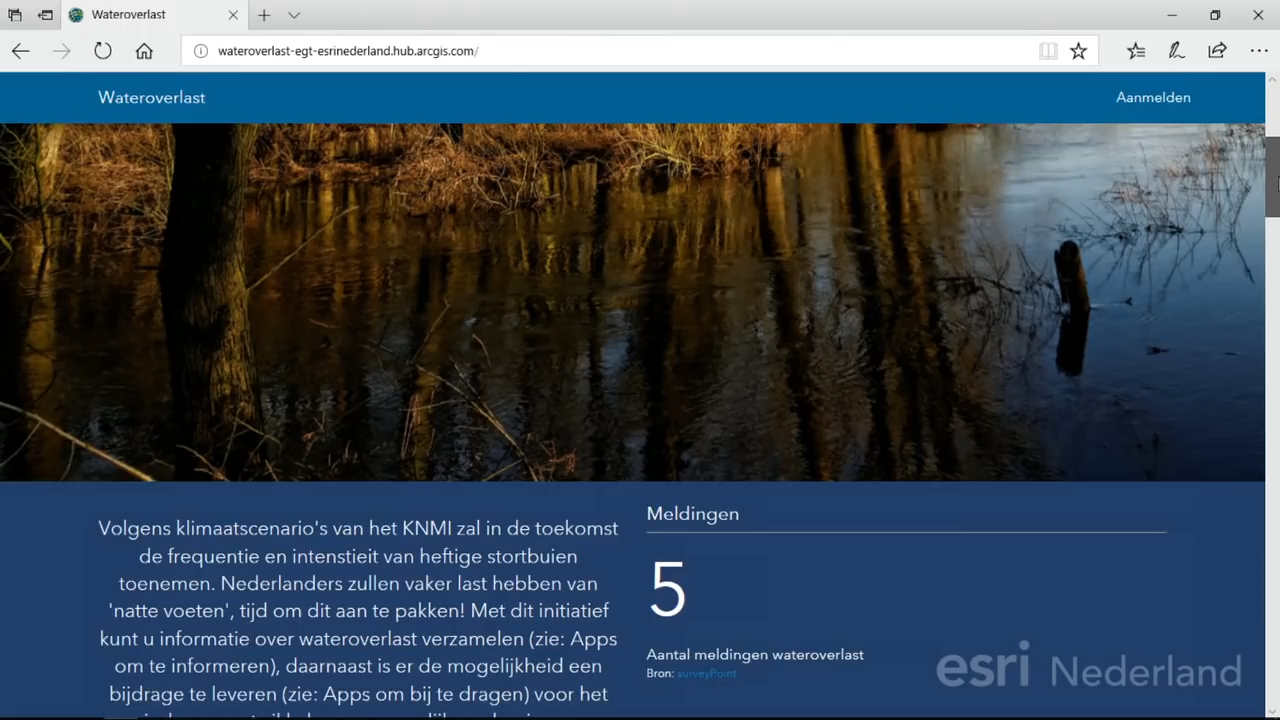 Wateroverlast
wateroverlast-egt-esrinederland.hub.arcgis.com/
Wateroverlast
Aanmelden
Volgens klimaatscenario's van het KNMI zal in de toekomst
de frequentie en intenstieit van heftige stortbuien
toenemen. Nederlanders zullen vaker last hebben van
'natte voeten', tijd om dit aan te pakken! Met dit initiatief
kunt u informatie over wateroverlast verzamelen (zie: Apps
om te informeren), daarnaast is er de mogelijkheid een
bijdrage te leveren (zie: Apps om bij te dragen) voor het
Meldingen
5
Aantal meldingen wateroverlast
Bron: surveyPoint
esri Nederland